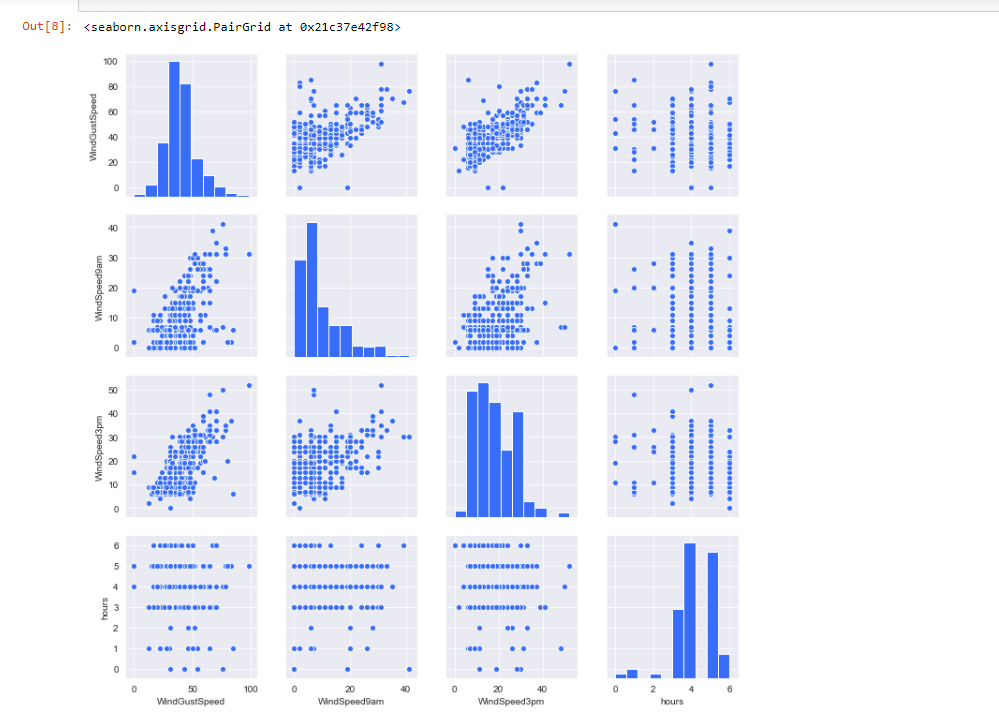 Out[8]: <seaborn.axisgrid.PairGrid at 0x21c37e42f98>
100
80
60
40
20
0
WindGustSpeed
40
30
20
10
0
WindSpeed9am
50
40
30
20
10
0
WindSpeed3pm
6
5
4
3
2
1
0
hours
0 50 100
WindGustSpeed
0 20 40
WindSpeed9am
0 20 40
WindSpeed3pm
0 2 4 6
hours